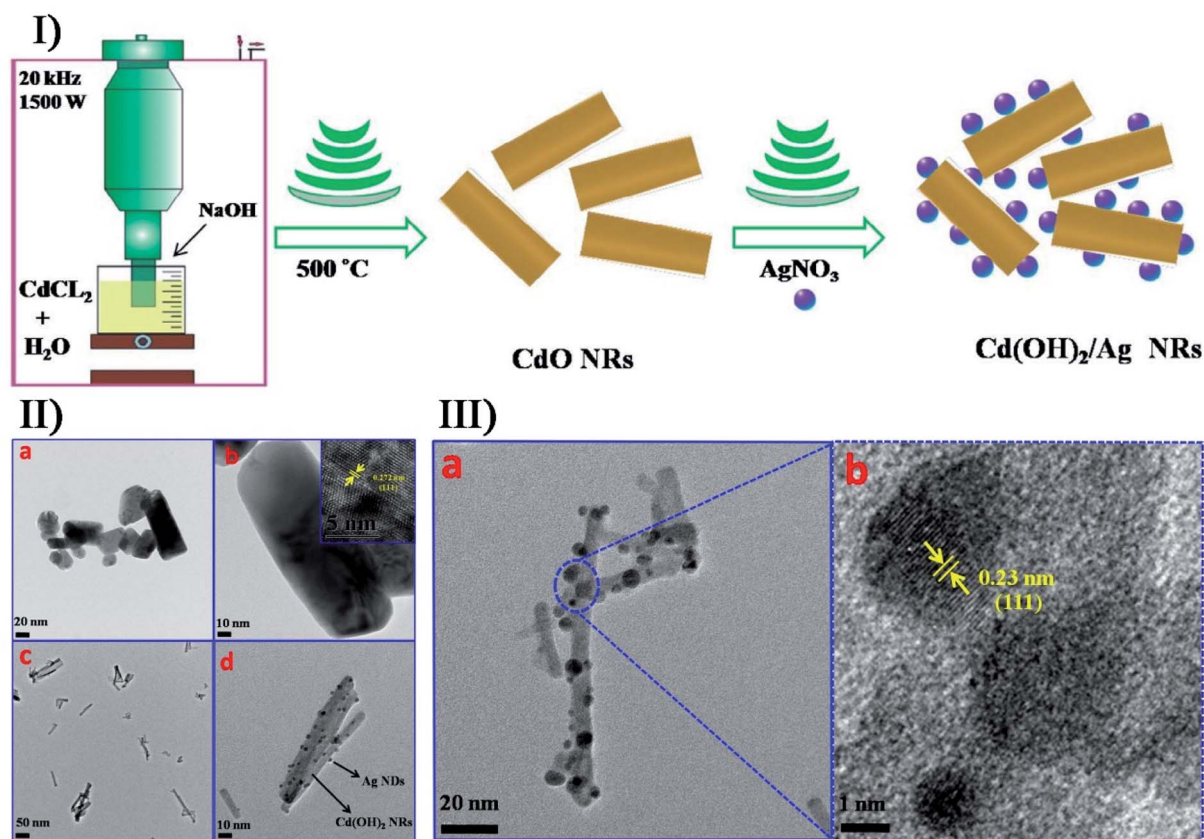 I)
20 kHz
1500 W
NaOH
CdCL₂
+
H₂O
500 °C
CdO NRs
AgNO₃
Cd(OH)₂/Ag NRs
II)
a
20 nm
b
0.272 nm
(111)
5 nm
10 nm
c
50 nm
d
Ag NDs
Cd(OH)₂ NRs
10 nm
III)
a
20 nm
b
0.23 nm
(111)
1 nm